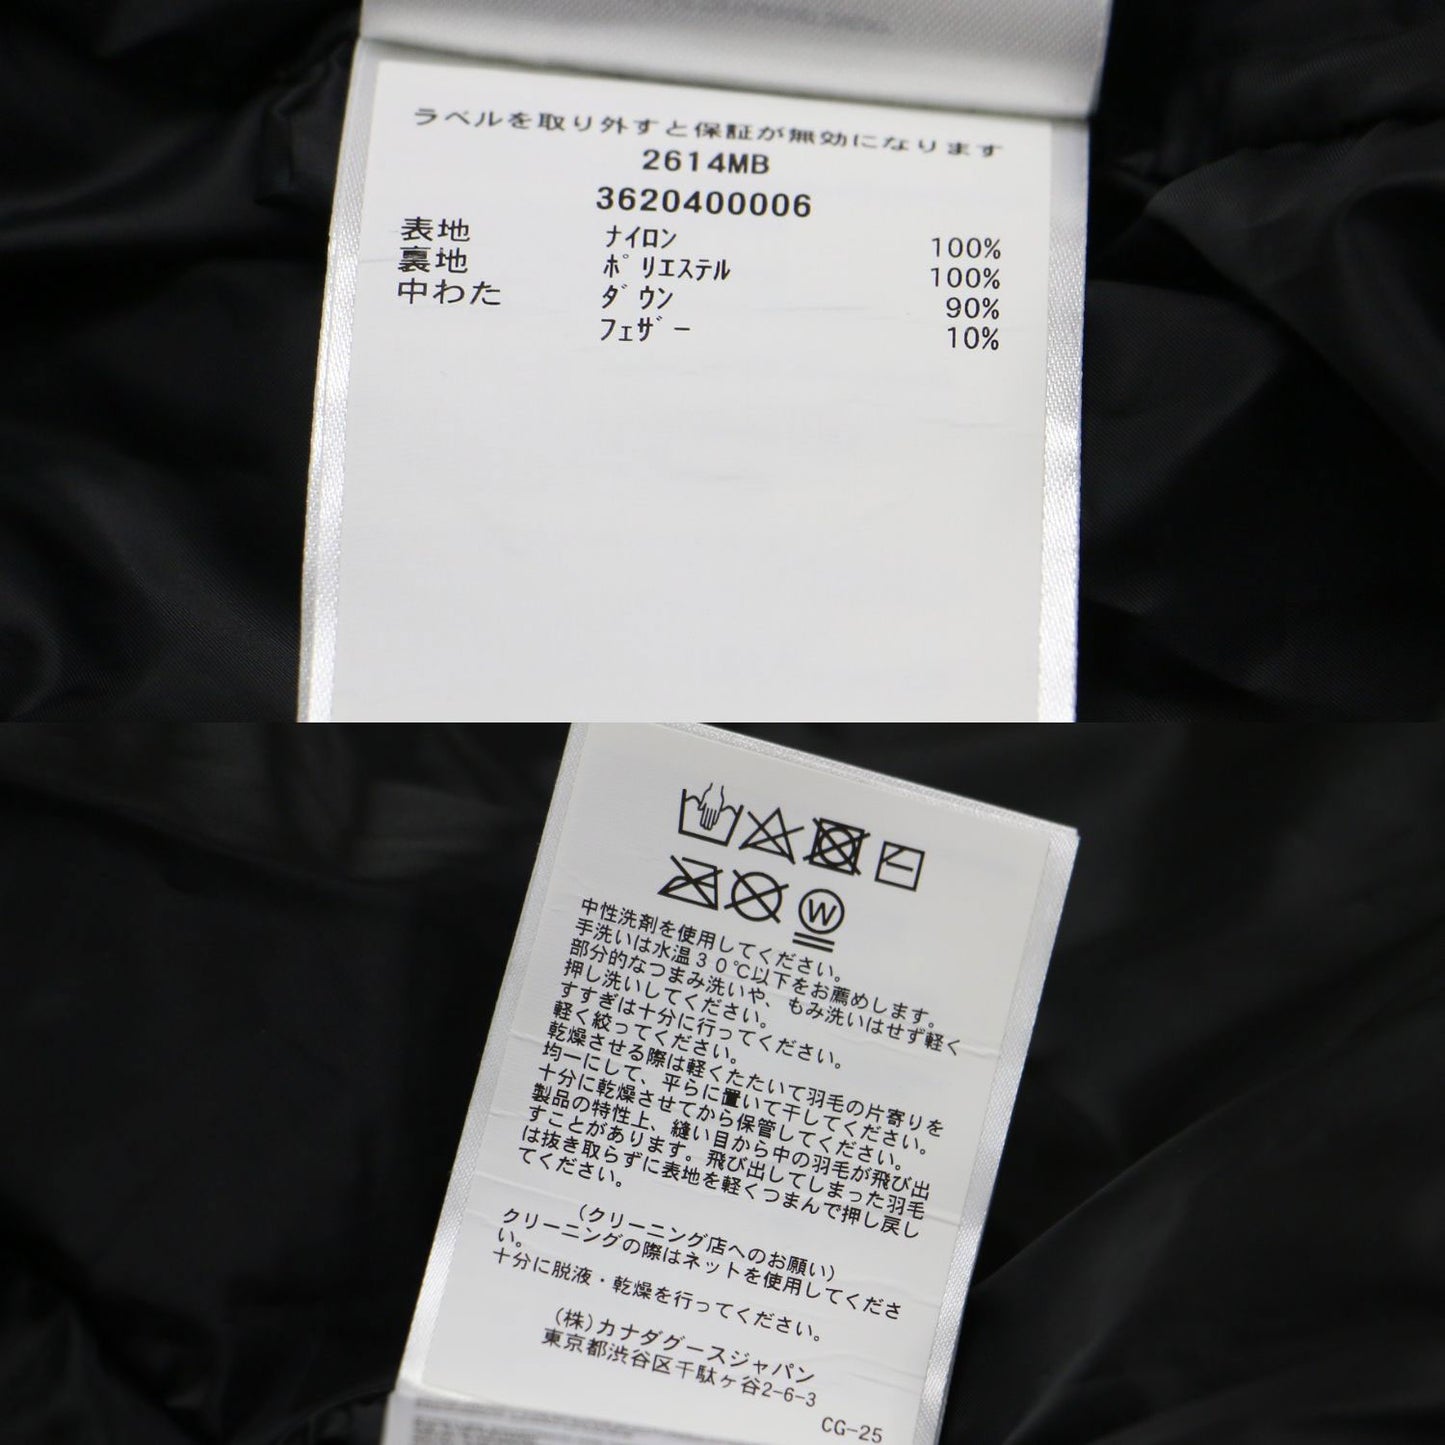 ラベルを取り外すと保証が無効になります
2614MB
3620400006
表地 ナイロン 100%
裏地 ポリエステル 100%
中わた ダウン 90%
フェザー 10%
W
中性洗剤を使用してください。
手洗いは水温30℃以下をお薦めします。
部分的なつまみ洗いや、もみ洗いはせず軽く
押し洗いしてください。
すすぎは十分に行ってください。
軽く絞ってください。
乾燥させる際は軽くたたいて羽毛の片寄りを
均一にして、平らに置いて干してください。
十分に乾燥させてから保管してください。
製品の特性上、縫い目から中の羽毛が飛び出
すことがあります。飛び出してしまった羽毛
は抜き取らずに表地を軽くつまんで押し戻し
てください。
(クリーニング店へのお願い)
クリーニングの際はネットを使用してくださ
い。
十分に脱液・乾燥を行ってください。
(株)カナダグースジャパン
東京都渋谷区千駄ヶ谷2-6-3
CG-25